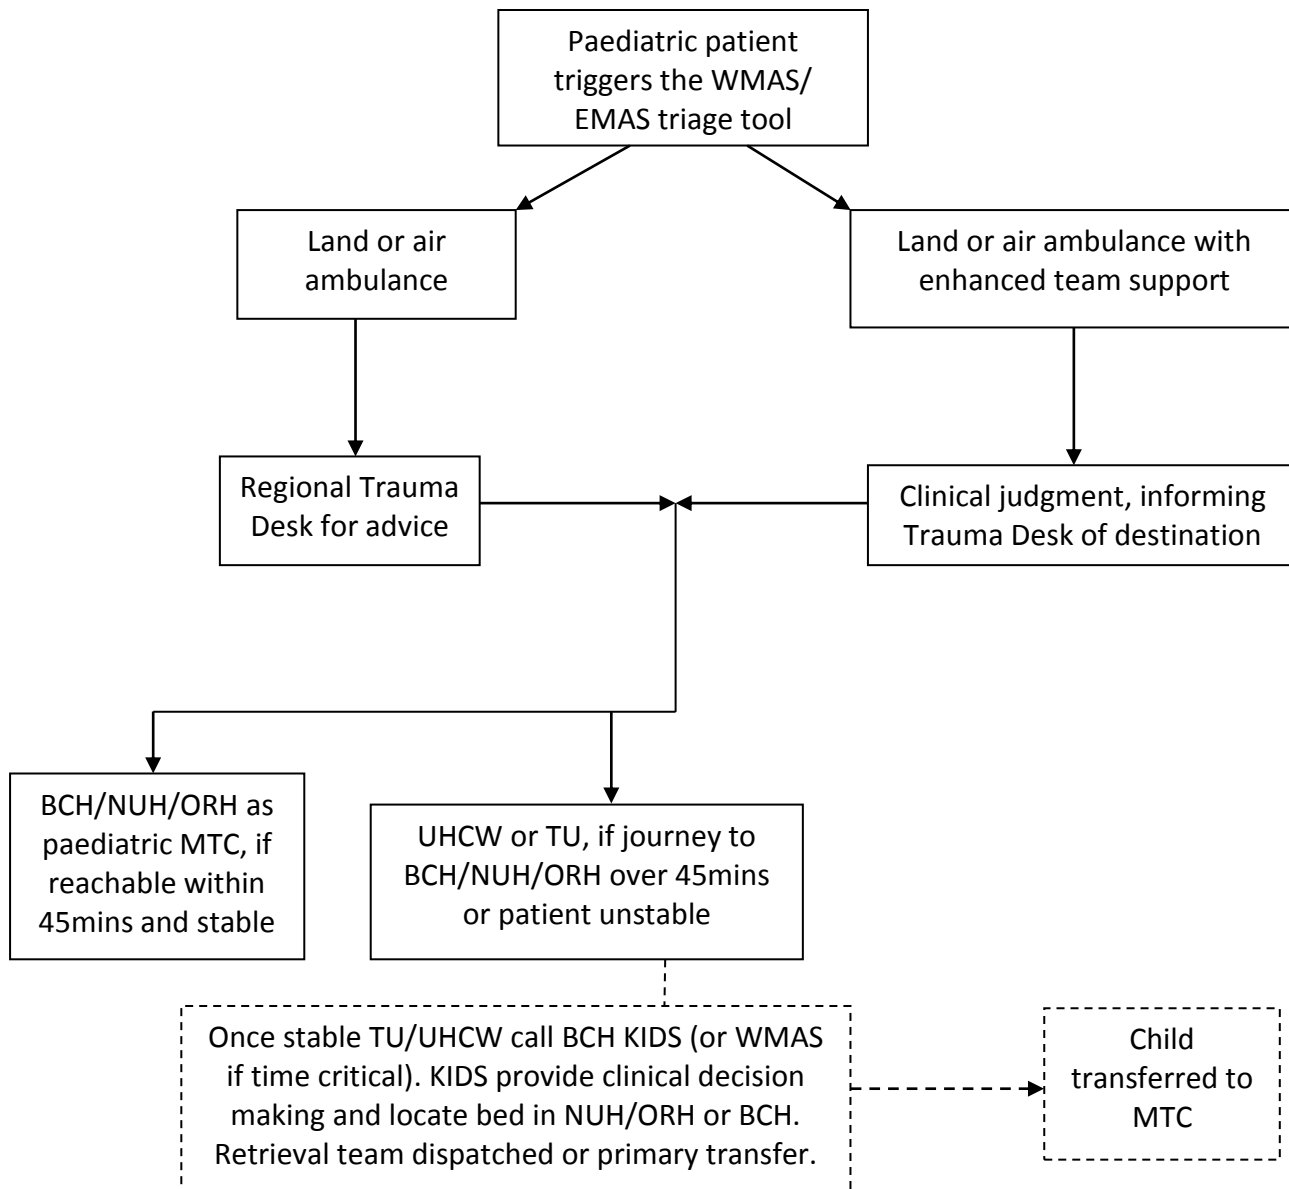 Paediatric patient
triggers the WMAS/
EMAS triage tool
Land or air
ambulance
Land or air ambulance with
enhanced team support
Regional Trauma
Desk for advice
Clinical judgment, informing
Trauma Desk of destination
BCH/NUH/ORH as
paediatric MTC, if
reachable within
45mins and stable
UHCW or TU, if journey to
BCH/NUH/ORH over 45mins
or patient unstable
Once stable TU/UHCW call BCH KIDS (or WMAS
if time critical). KIDS provide clinical decision
making and locate bed in NUH/ORH or BCH.
Retrieval team dispatched or primary transfer.
Child
transferred to
MTC